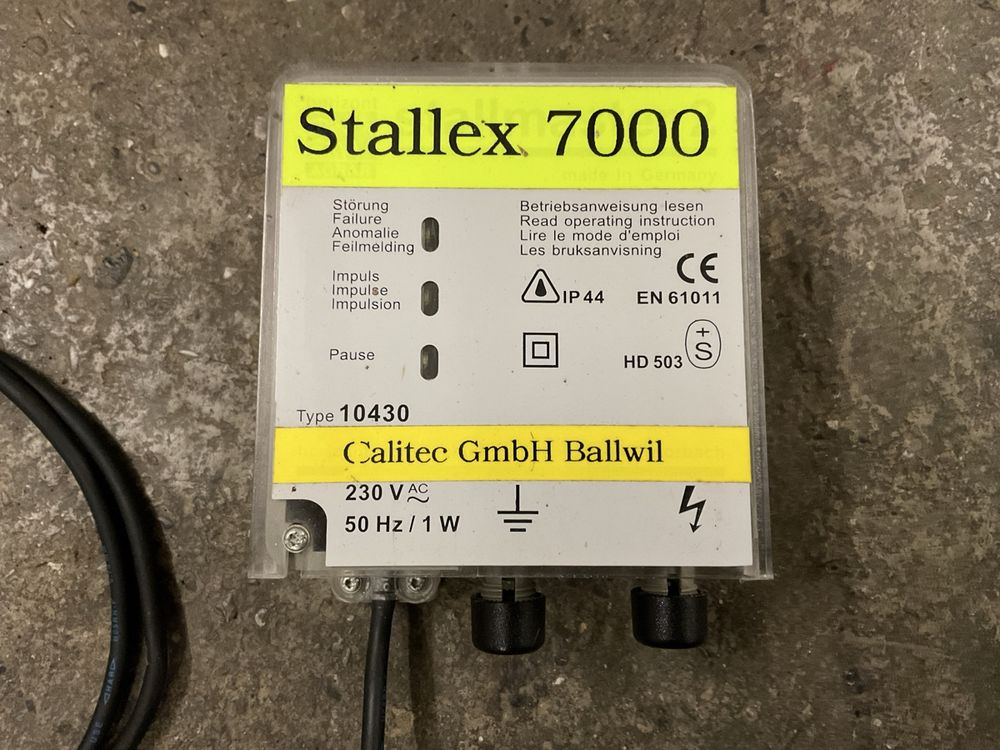 Stallex 7000
made in Germany
Störung
Failure
Anomalie
Feilmelding
Impuls
Impulse
Impulsion
Pause
Betriebsanweisung lesen
Read operating instruction
Lire le mode d'emploi
Les bruksanvisning
CE
IP 44
EN 61011
HD 503
+
S
Type 10430
Calitec GmbH Ballwil
230 V AC
50 Hz / 1 W